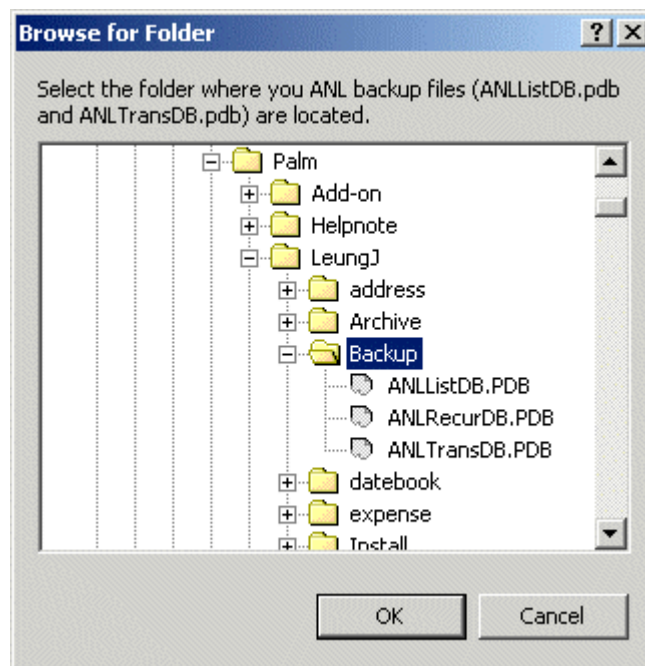 Browse for Folder
Select the folder where you ANL backup files (ANLListDB.pdb
and ANLTransDB.pdb) are located.
Palm
Add-on
Helpnote
LeungJ
address
Archive
Backup
ANLListDB.PDB
ANLRecurDB.PDB
ANLTransDB.PDB
datebook
expense
Install
OK
Cancel